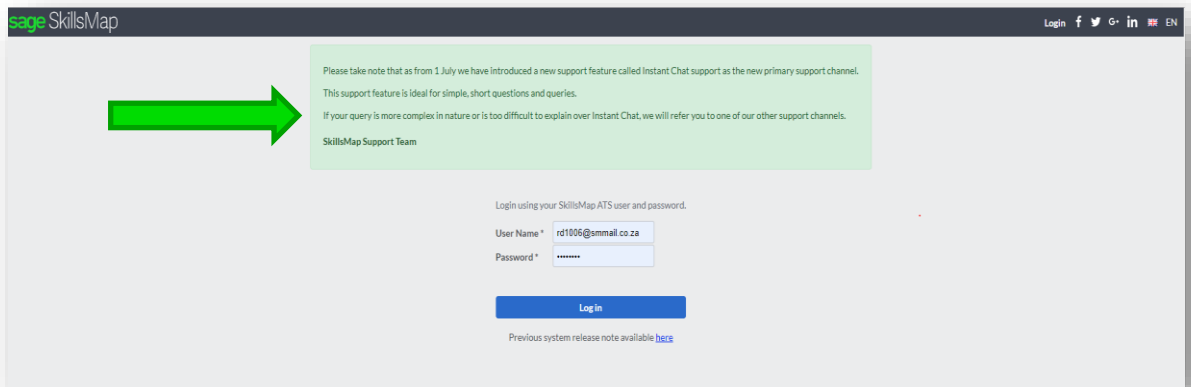 sage SkillsMap
Login f G+ in EN
Please take note that as from 1 July we have introduced a new support feature called Instant Chat support as the new primary support channel.
This support feature is ideal for simple, short questions and queries.
If your query is more complex in nature or is too difficult to explain over Instant Chat, we will refer you to one of our other support channels.
SkillsMap Support Team
Login using your SkillsMap ATS user and password.
User Name * rd1006@smmail.co.za
Password * ••••••••
Log in
Previous system release note available here